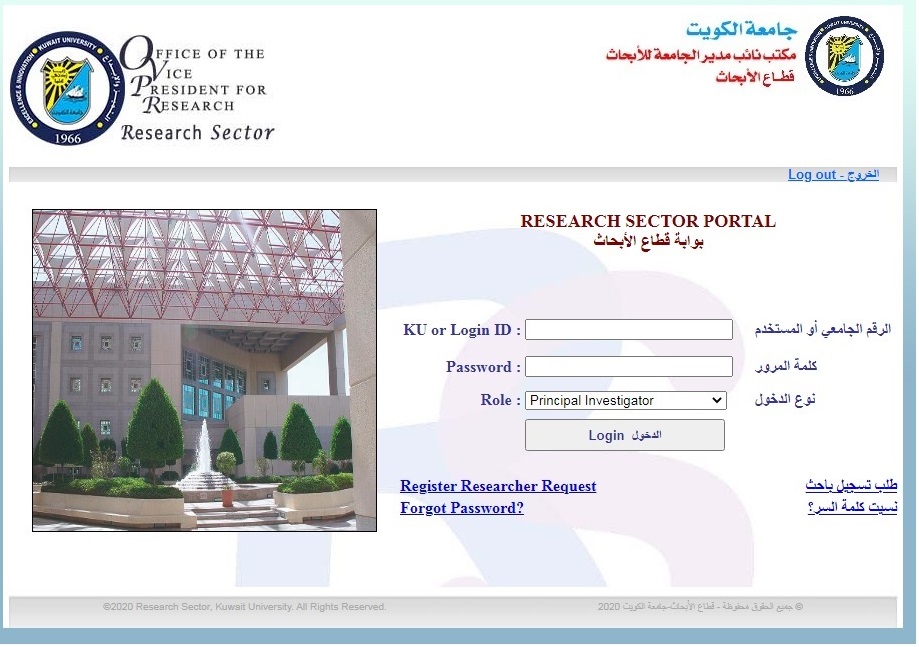 KUWAIT UNIVERSITY
EXCELLENCE & INNOVATION
1966
OFFICE OF THE
VICE
PRESIDENT FOR
RESEARCH
Research Sector
جامعة الكويت
مكتب نائب مدير الجامعة للأبحاث
قطاع الأبحاث
1966
Log out - الخروج
RESEARCH SECTOR PORTAL
بوابة قطاع الأبحاث
KU or Login ID : الرقم الجامعي أو المستخدم
Password : كلمة المرور
Role : Principal Investigator نوع الدخول
Login الدخول
Register Researcher Request طلب تسجيل باحث
Forgot Password? نسيت كلمة السر؟
©2020 Research Sector, Kuwait University. All Rights Reserved. © جميع الحقوق محفوظة - قطاع الأبحاث-جامعة الكويت 2020